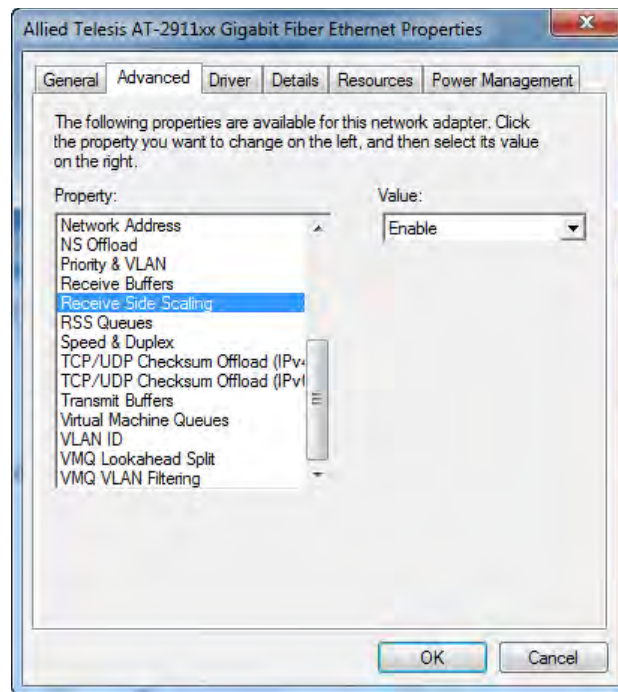 Allied Telesis AT-2911xx Gigabit Fiber Ethernet Properties
General Advanced Driver Details Resources Power Management
The following properties are available for this network adapter. Click
the property you want to change on the left, and then select its value
on the right.
Property:
Value:
Network Address
NS Offload
Priority & VLAN
Receive Buffers
Receive Side Scaling
RSS Queues
Speed & Duplex
TCP/UDP Checksum Offload (IPv4
TCP/UDP Checksum Offload (IPv6
Transmit Buffers
Virtual Machine Queues
VLAN ID
VMQ Lookahead Split
VMQ VLAN Filtering
Enable
OK
Cancel